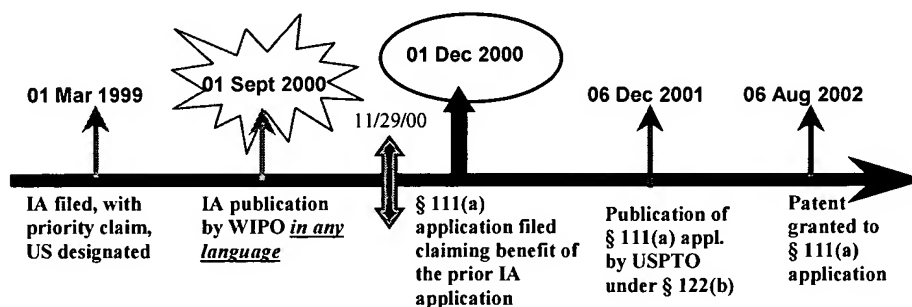 01 Mar 1999
01 Sept 2000
11/29/00
01 Dec 2000
06 Dec 2001
06 Aug 2002
IA filed, with
priority claim,
US designated
IA publication
by WIPO in any
language
§ 111(a)
application filed
claiming benefit of
the prior IA
application
Publication of
§ 111(a) appl.
by USPTO
under § 122(b)
Patent
granted to
§ 111(a)
application